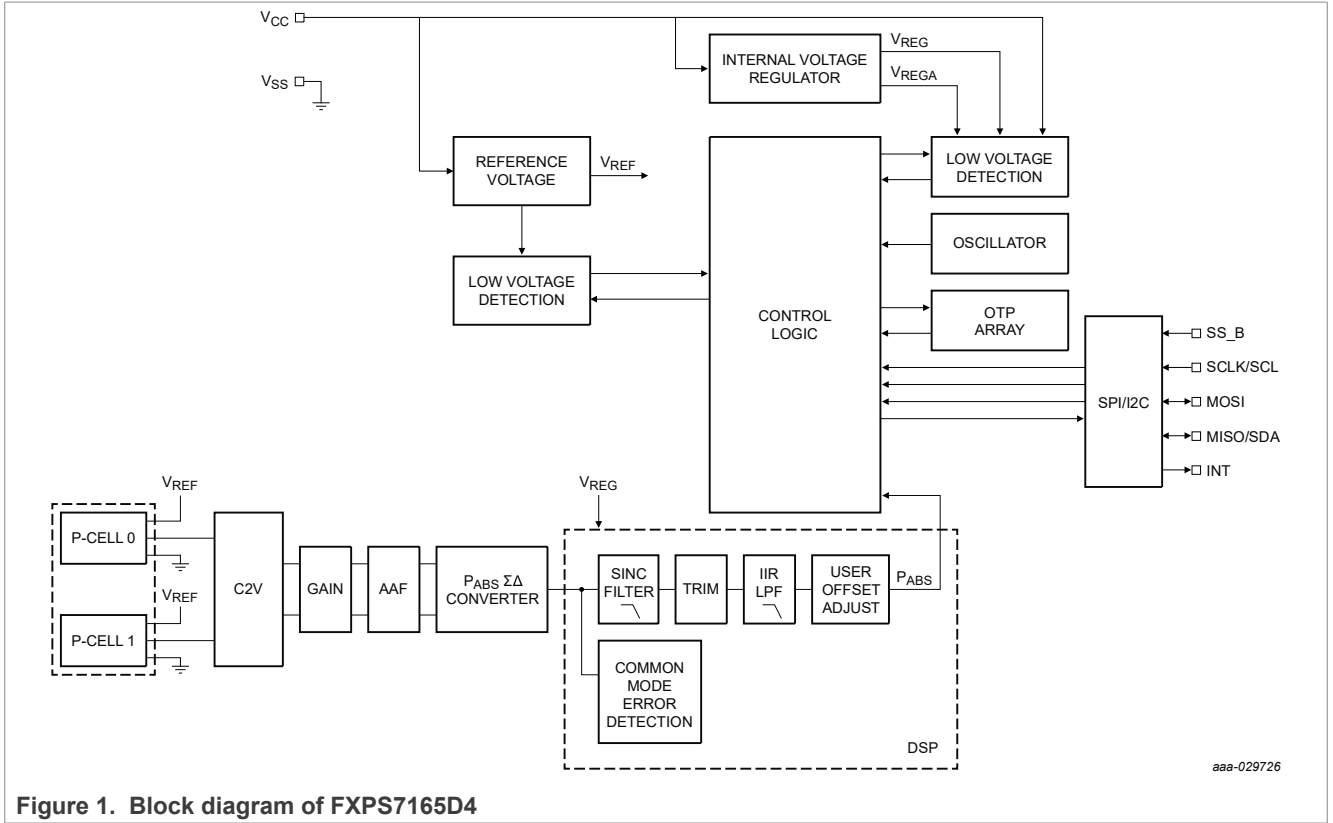 VCC
VSS
INTERNAL VOLTAGE
REGULATOR
VREG
VREGA
REFERENCE
VOLTAGE
VREF
LOW VOLTAGE
DETECTION
CONTROL
LOGIC
LOW VOLTAGE
DETECTION
OSCILLATOR
OTP
ARRAY
SPI/I2C
SS_B
SCLK/SCL
MOSI
MISO/SDA
INT
VREF
P-CELL 0
VREF
P-CELL 1
C2V
GAIN
AAF
PABS ΣΔ
CONVERTER
VREG
SINC
FILTER
TRIM
IIR
LPF
USER
OFFSET
ADJUST
PABS
COMMON
MODE
ERROR
DETECTION
DSP
aaa-029726
Figure 1. Block diagram of FXPS7165D4